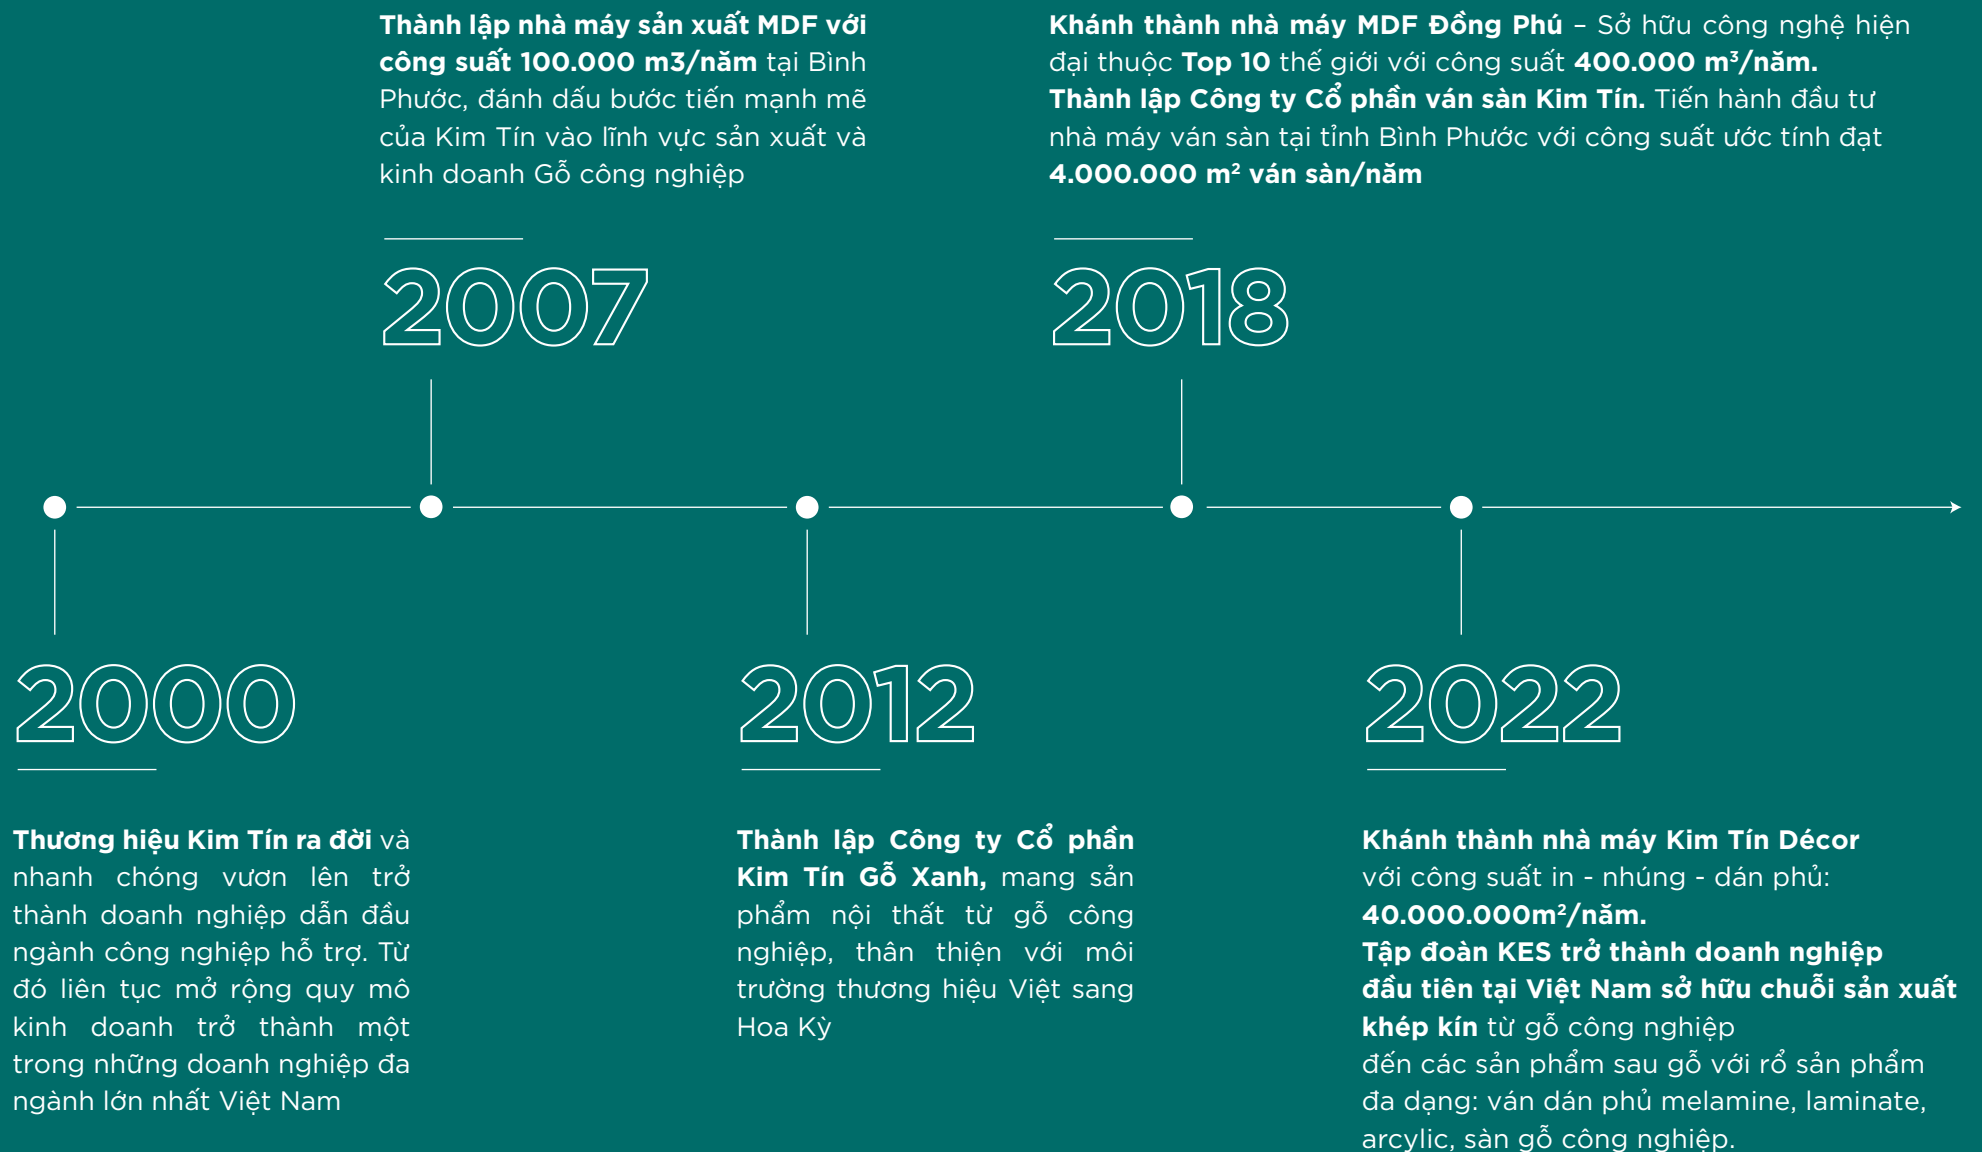 Thành lập nhà máy sản xuất MDF với
công suất 100.000 m3/năm tại Bình
Phước, đánh dấu bước tiến mạnh mẽ
của Kim Tín vào lĩnh vực sản xuất và
kinh doanh Gỗ công nghiệp
2007
Khánh thành nhà máy MDF Đồng Phú – Sở hữu công nghệ hiện
đại thuộc Top 10 thế giới với công suất 400.000 m³/năm.
Thành lập Công ty Cổ phần ván sàn Kim Tín. Tiến hành đầu tư
nhà máy ván sàn tại tỉnh Bình Phước với công suất ước tính đạt
4.000.000 m² ván sàn/năm
2018
2000
Thương hiệu Kim Tín ra đời và
nhanh chóng vươn lên trở
thành doanh nghiệp dẫn đầu
ngành công nghiệp hỗ trợ. Từ
đó liên tục mở rộng quy mô
kinh doanh trở thành một
trong những doanh nghiệp đa
ngành lớn nhất Việt Nam
2012
Thành lập Công ty Cổ phần
Kim Tín Gỗ Xanh, mang sản
phẩm nội thất từ gỗ công
nghiệp, thân thiện với môi
trường thương hiệu Việt sang
Hoa Kỳ
2022
Khánh thành nhà máy Kim Tín Décor
với công suất in - nhúng - dán phủ:
40.000.000m²/năm.
Tập đoàn KES trở thành doanh nghiệp
đầu tiên tại Việt Nam sở hữu chuỗi sản xuất
khép kín từ gỗ công nghiệp
đến các sản phẩm sau gỗ với rổ sản phẩm
đa dạng: ván dán phủ melamine, laminate,
arcylic, sàn gỗ công nghiệp.